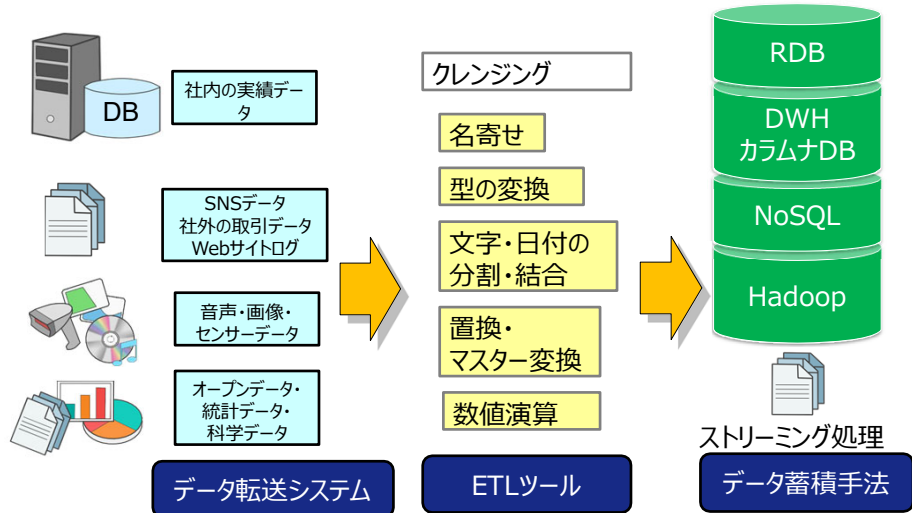 DB
社内の実績デー
タ
SNSデータ
社外の取引データ
Webサイトログ
音声・画像・
センサーデータ
オープンデータ・
統計データ・
科学データ
データ転送システム
クレンジング
名寄せ
型の変換
文字・日付の
分割・結合
置換・
マスター変換
数値演算
ETLツール
RDB
DWH
カラムナDB
NoSQL
Hadoop
ストリーミング処理
データ蓄積手法